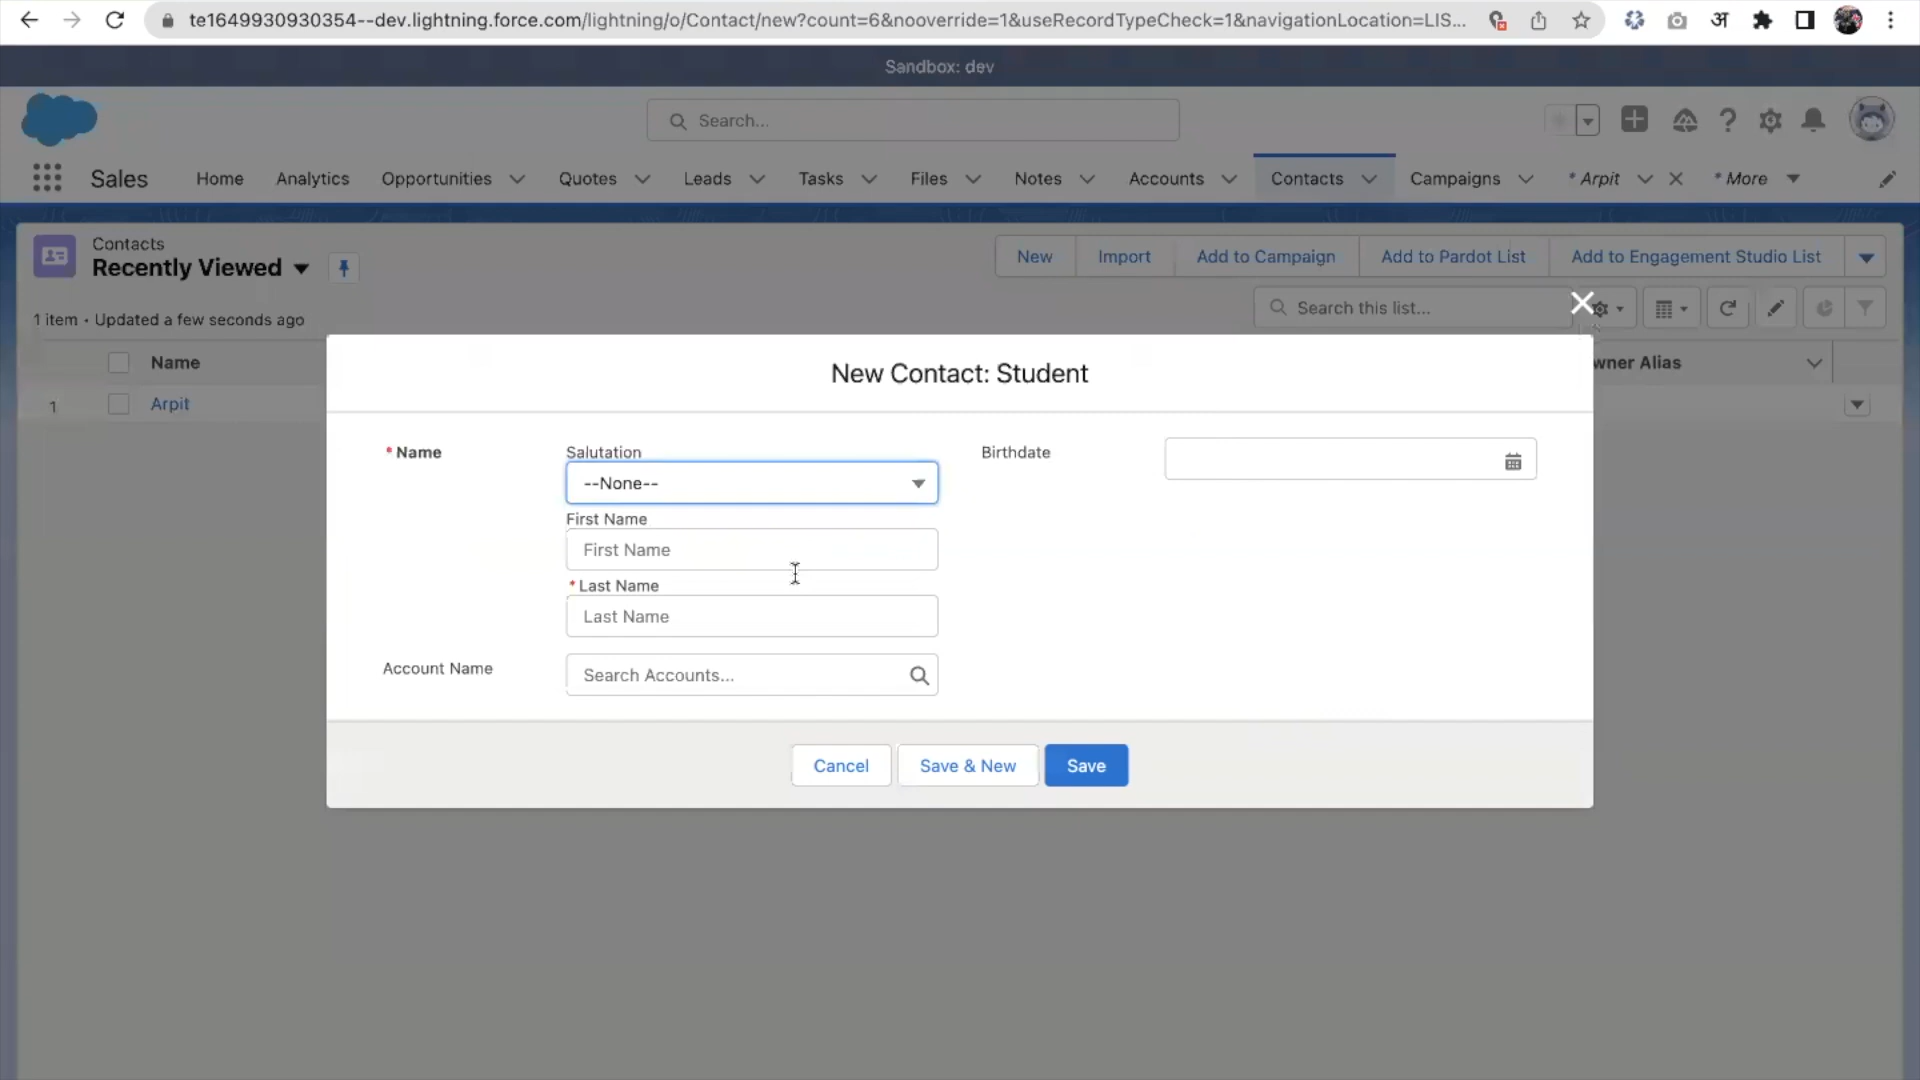 te1649930930354--dev.lightning.force.com/lightning/o/Contact/new?count=6&nooverride=1&useRecordTypeCheck=1&navigationLocation=LIS...
अ
Sandbox: dev
Search...
Sales
Home
Analytics
Opportunities
Quotes
Leads
Tasks
Files
Notes
Accounts
Contacts
Campaigns
* Arpit
* More
Contacts
Recently Viewed
New
Import
Add to Campaign
Add to Pardot List
Add to Engagement Studio List
1 item • Updated a few seconds ago
Search this list...
Name
wner Alias
1
Arpit
New Contact: Student
* Name
Salutation
--None--
First Name
First Name
* Last Name
Last Name
Account Name
Search Accounts...
Birthdate
Cancel
Save & New
Save